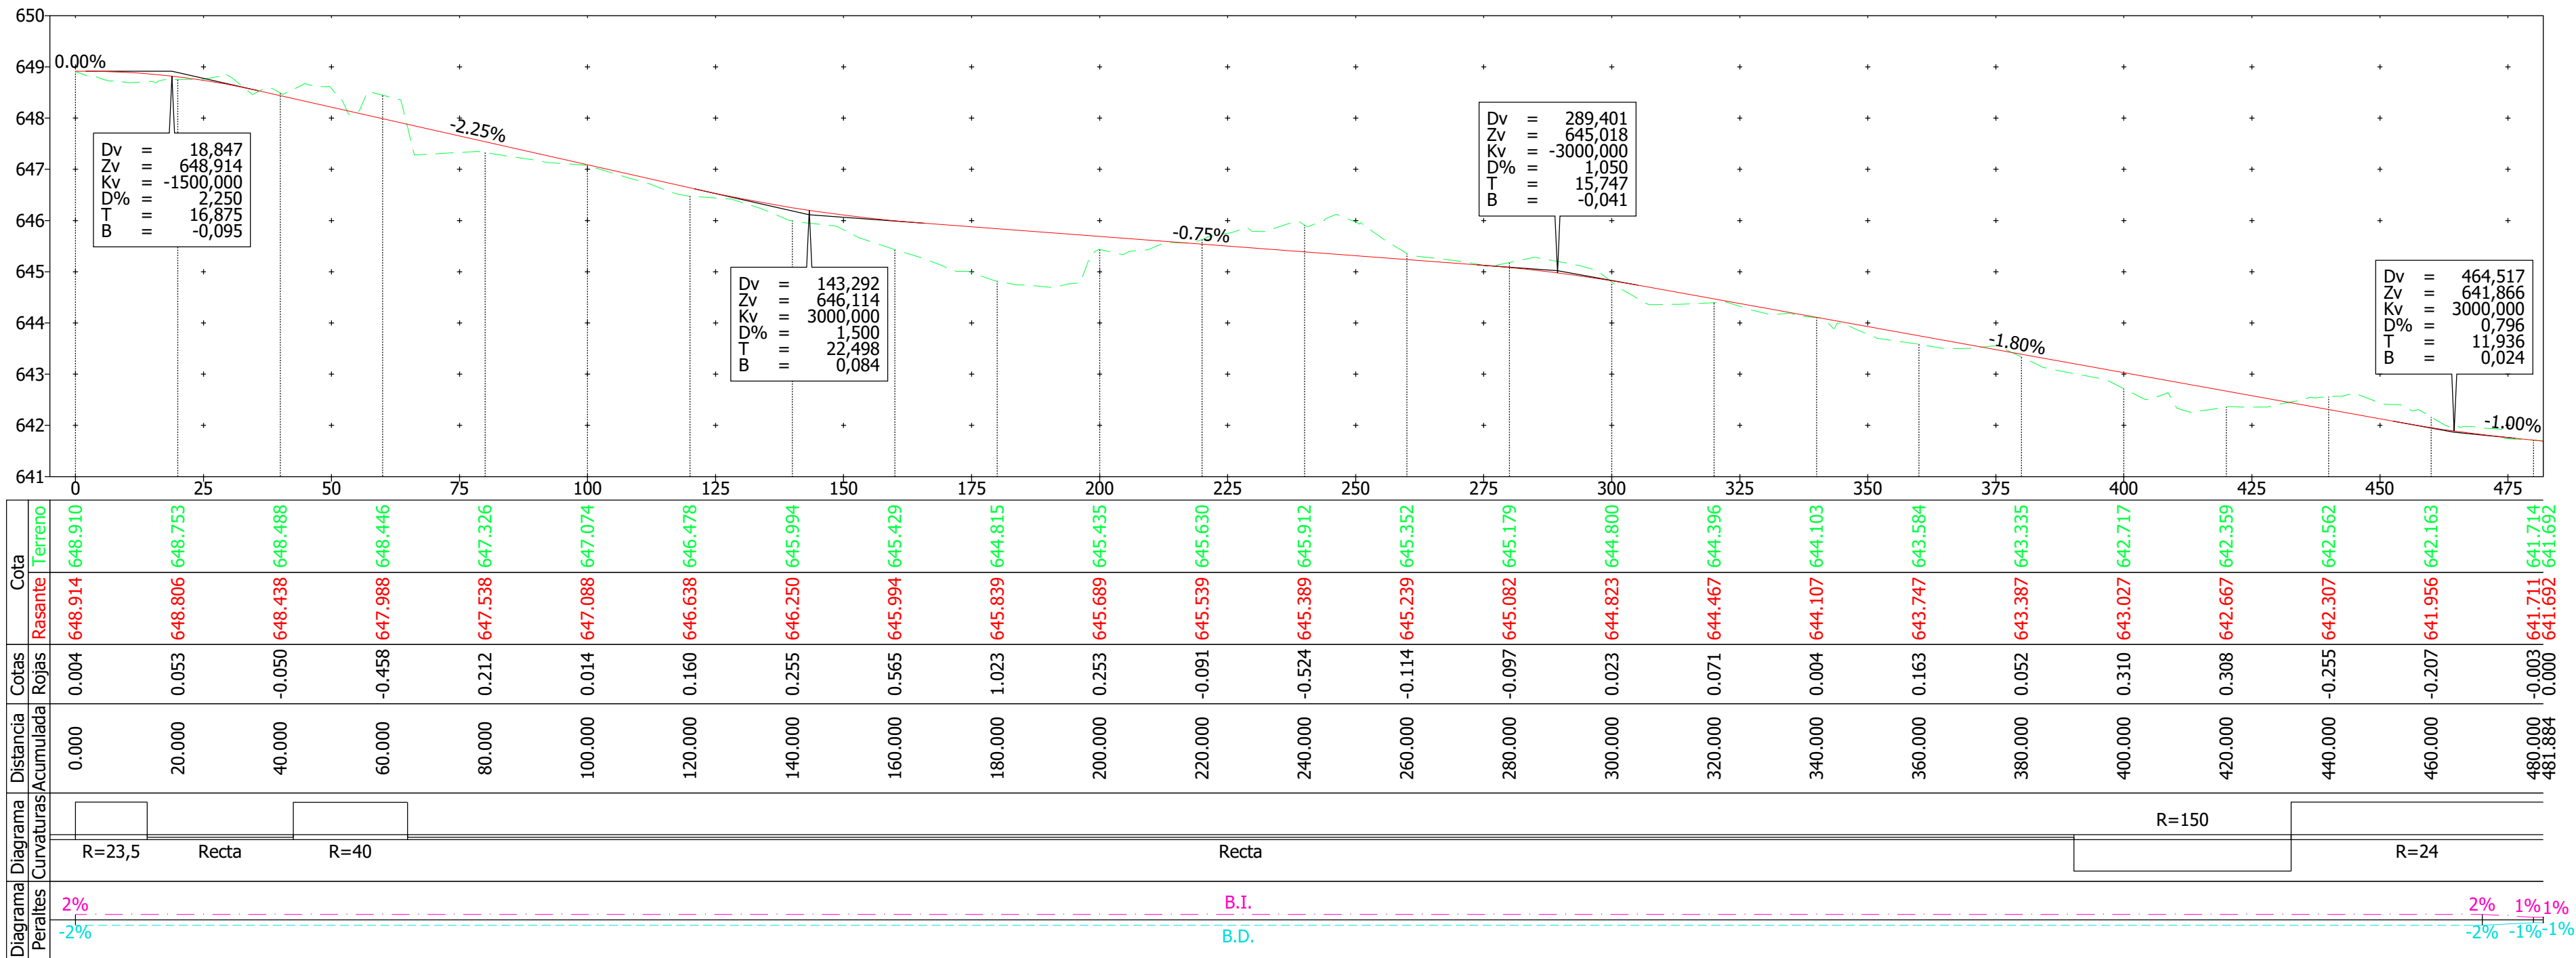 650
649
648
647
646
645
644
643
642
641
0.00%
-2.25%
-0.75%
-1.80%
-1.00%
Dv = 18,847
Zv = 648,914
Kv = -1500,000
D% = 2,250
T = 16,875
B = -0,095
Dv = 143,292
Zv = 646,114
Kv = 3000,000
D% = 1,500
T = 22,498
B = 0,084
Dv = 289,401
Zv = 645,018
Kv = -3000,000
D% = 1,050
T = 15,747
B = -0,041
Dv = 464,517
Zv = 641,866
Kv = 3000,000
D% = 0,796
T = 11,936
B = 0,024
0 25 50 75 100 125 150 175 200 225 250 275 300 325 350 375 400 425 450 475
Cota
Terreno 648.910 648.753 648.488 648.446 647.326 647.074 646.478 645.994 645.429 644.815 645.435 645.630 645.912 645.352 645.179 644.800 644.396 644.103 643.584 643.335 642.717 642.359 642.562 642.163 641.714 641.692
Rasante 648.914 648.806 648.438 647.988 647.538 647.088 646.638 646.250 645.994 645.839 645.689 645.539 645.389 645.239 645.082 644.823 644.467 644.107 643.747 643.387 643.027 642.667 642.307 641.956 641.711 641.692
Cotas
Rojas 0.004 0.053 -0.050 -0.458 0.212 0.014 0.160 0.255 0.565 1.023 0.253 -0.091 -0.524 -0.114 -0.097 0.023 0.071 0.004 0.163 0.052 0.310 0.308 -0.255 -0.207 -0.003 0.000
Distancia
Acumulada 0.000 20.000 40.000 60.000 80.000 100.000 120.000 140.000 160.000 180.000 200.000 220.000 240.000 260.000 280.000 300.000 320.000 340.000 360.000 380.000 400.000 420.000 440.000 460.000 480.000 481.884
Diagrama
Curvaturas
R=23,5 Recta R=40 Recta R=150 R=24
Diagrama
Peraltes
2% B.I. 2% 1% 1%
-2% B.D. -2% -1% -1%